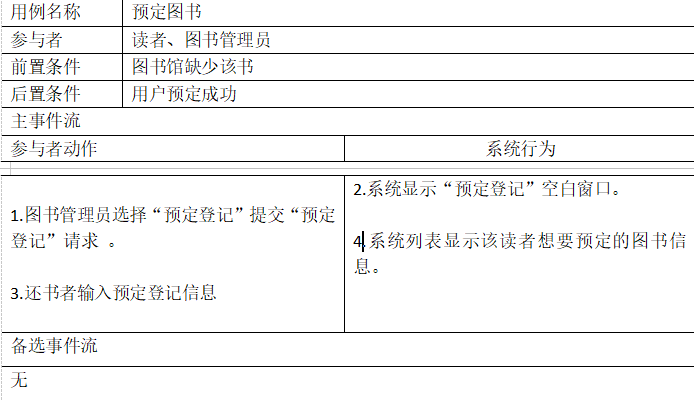 用例名称 预定图书
参与者 读者、图书管理员
前置条件 图书馆缺少该书
后置条件 用户预定成功
主事件流
参与者动作 系统行为
1.图书管理员选择“预定登记”提交“预定
登记”请求 。
3.还书者输入预定登记信息
2.系统显示“预定登记”空白窗口。
4.系统列表显示该读者想要预定的图书信
息。
备选事件流
无